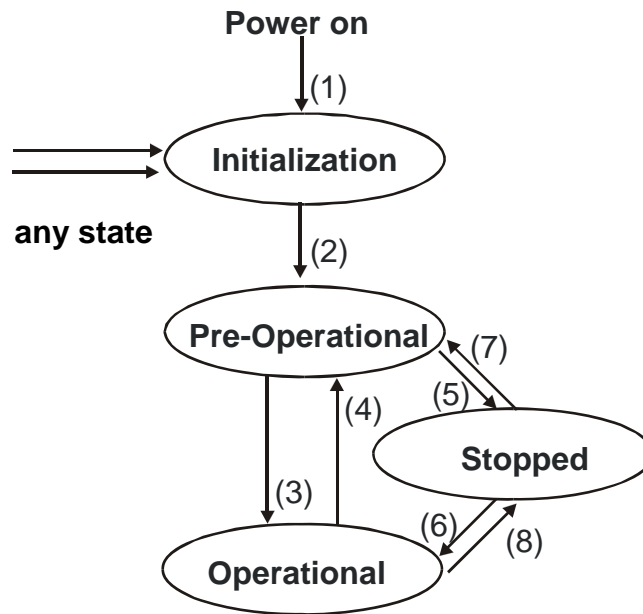 Power on
(1)
Initialization
any state
(2)
Pre-Operational
(7)
(5)
(4)
Stopped
(3)
(6)
(8)
Operational